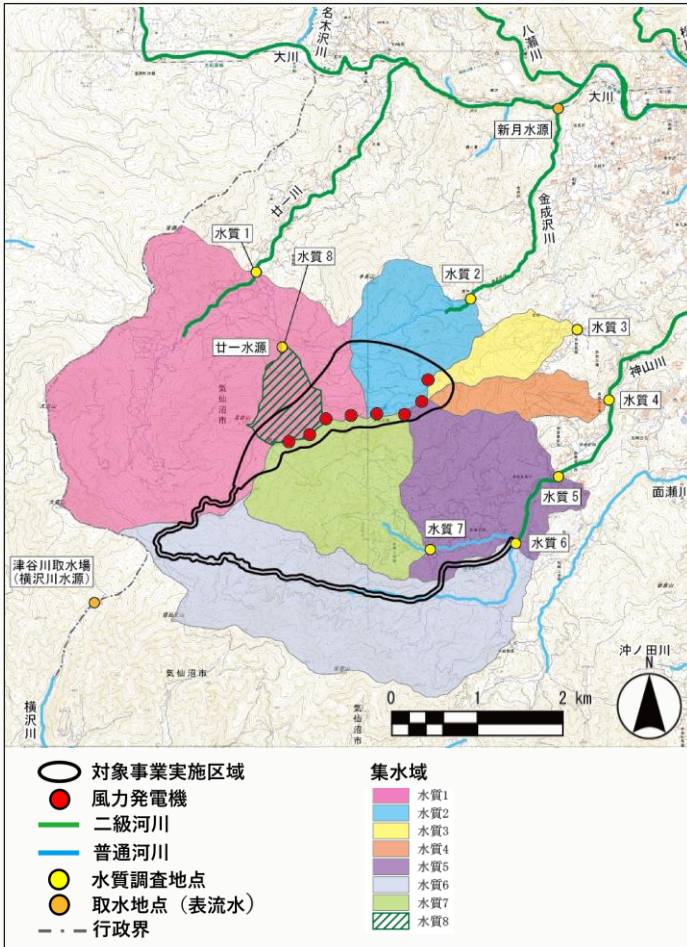 名木沢川
大川
八瀬川
大川
新月水源
廿一川
金成沢川
水質1
水質8
水質2
水質3
廿一水源
神山川
気仙沼市
水質4
水質5
面瀬川
水質7
水質6
津谷川取水場
(横沢川水源)
沖ノ田川
気仙沼市
横沢川
気仙沼市
N
0 1 2 km
対象事業実施区域
風力発電機
二級河川
普通河川
水質調査地点
取水地点（表流水）
行政界
集水域
水質1
水質2
水質3
水質4
水質5
水質6
水質7
水質8